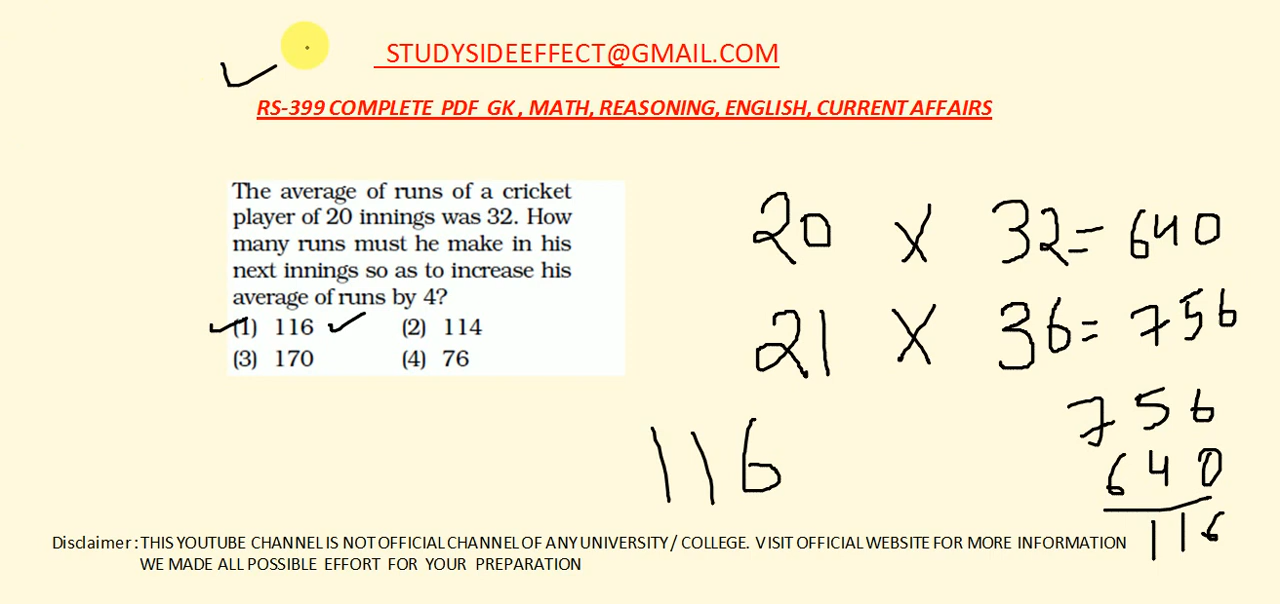 STUDYSIDEEFFECT@GMAIL.COM
RS-399 COMPLETE PDF GK , MATH, REASONING, ENGLISH, CURRENT AFFAIRS
The average of runs of a cricket
player of 20 innings was 32. How
many runs must he make in his
next innings so as to increase his
average of runs by 4?
(1) 116 (2) 114
(3) 170 (4) 76
20 X 32 = 640
21 X 36 = 756
756
640
116
116
Disclaimer : THIS YOUTUBE CHANNEL IS NOT OFFICIAL CHANNEL OF ANY UNIVERSITY / COLLEGE. VISIT OFFICIAL WEBSITE FOR MORE INFORMATION
WE MADE ALL POSSIBLE EFFORT FOR YOUR PREPARATION